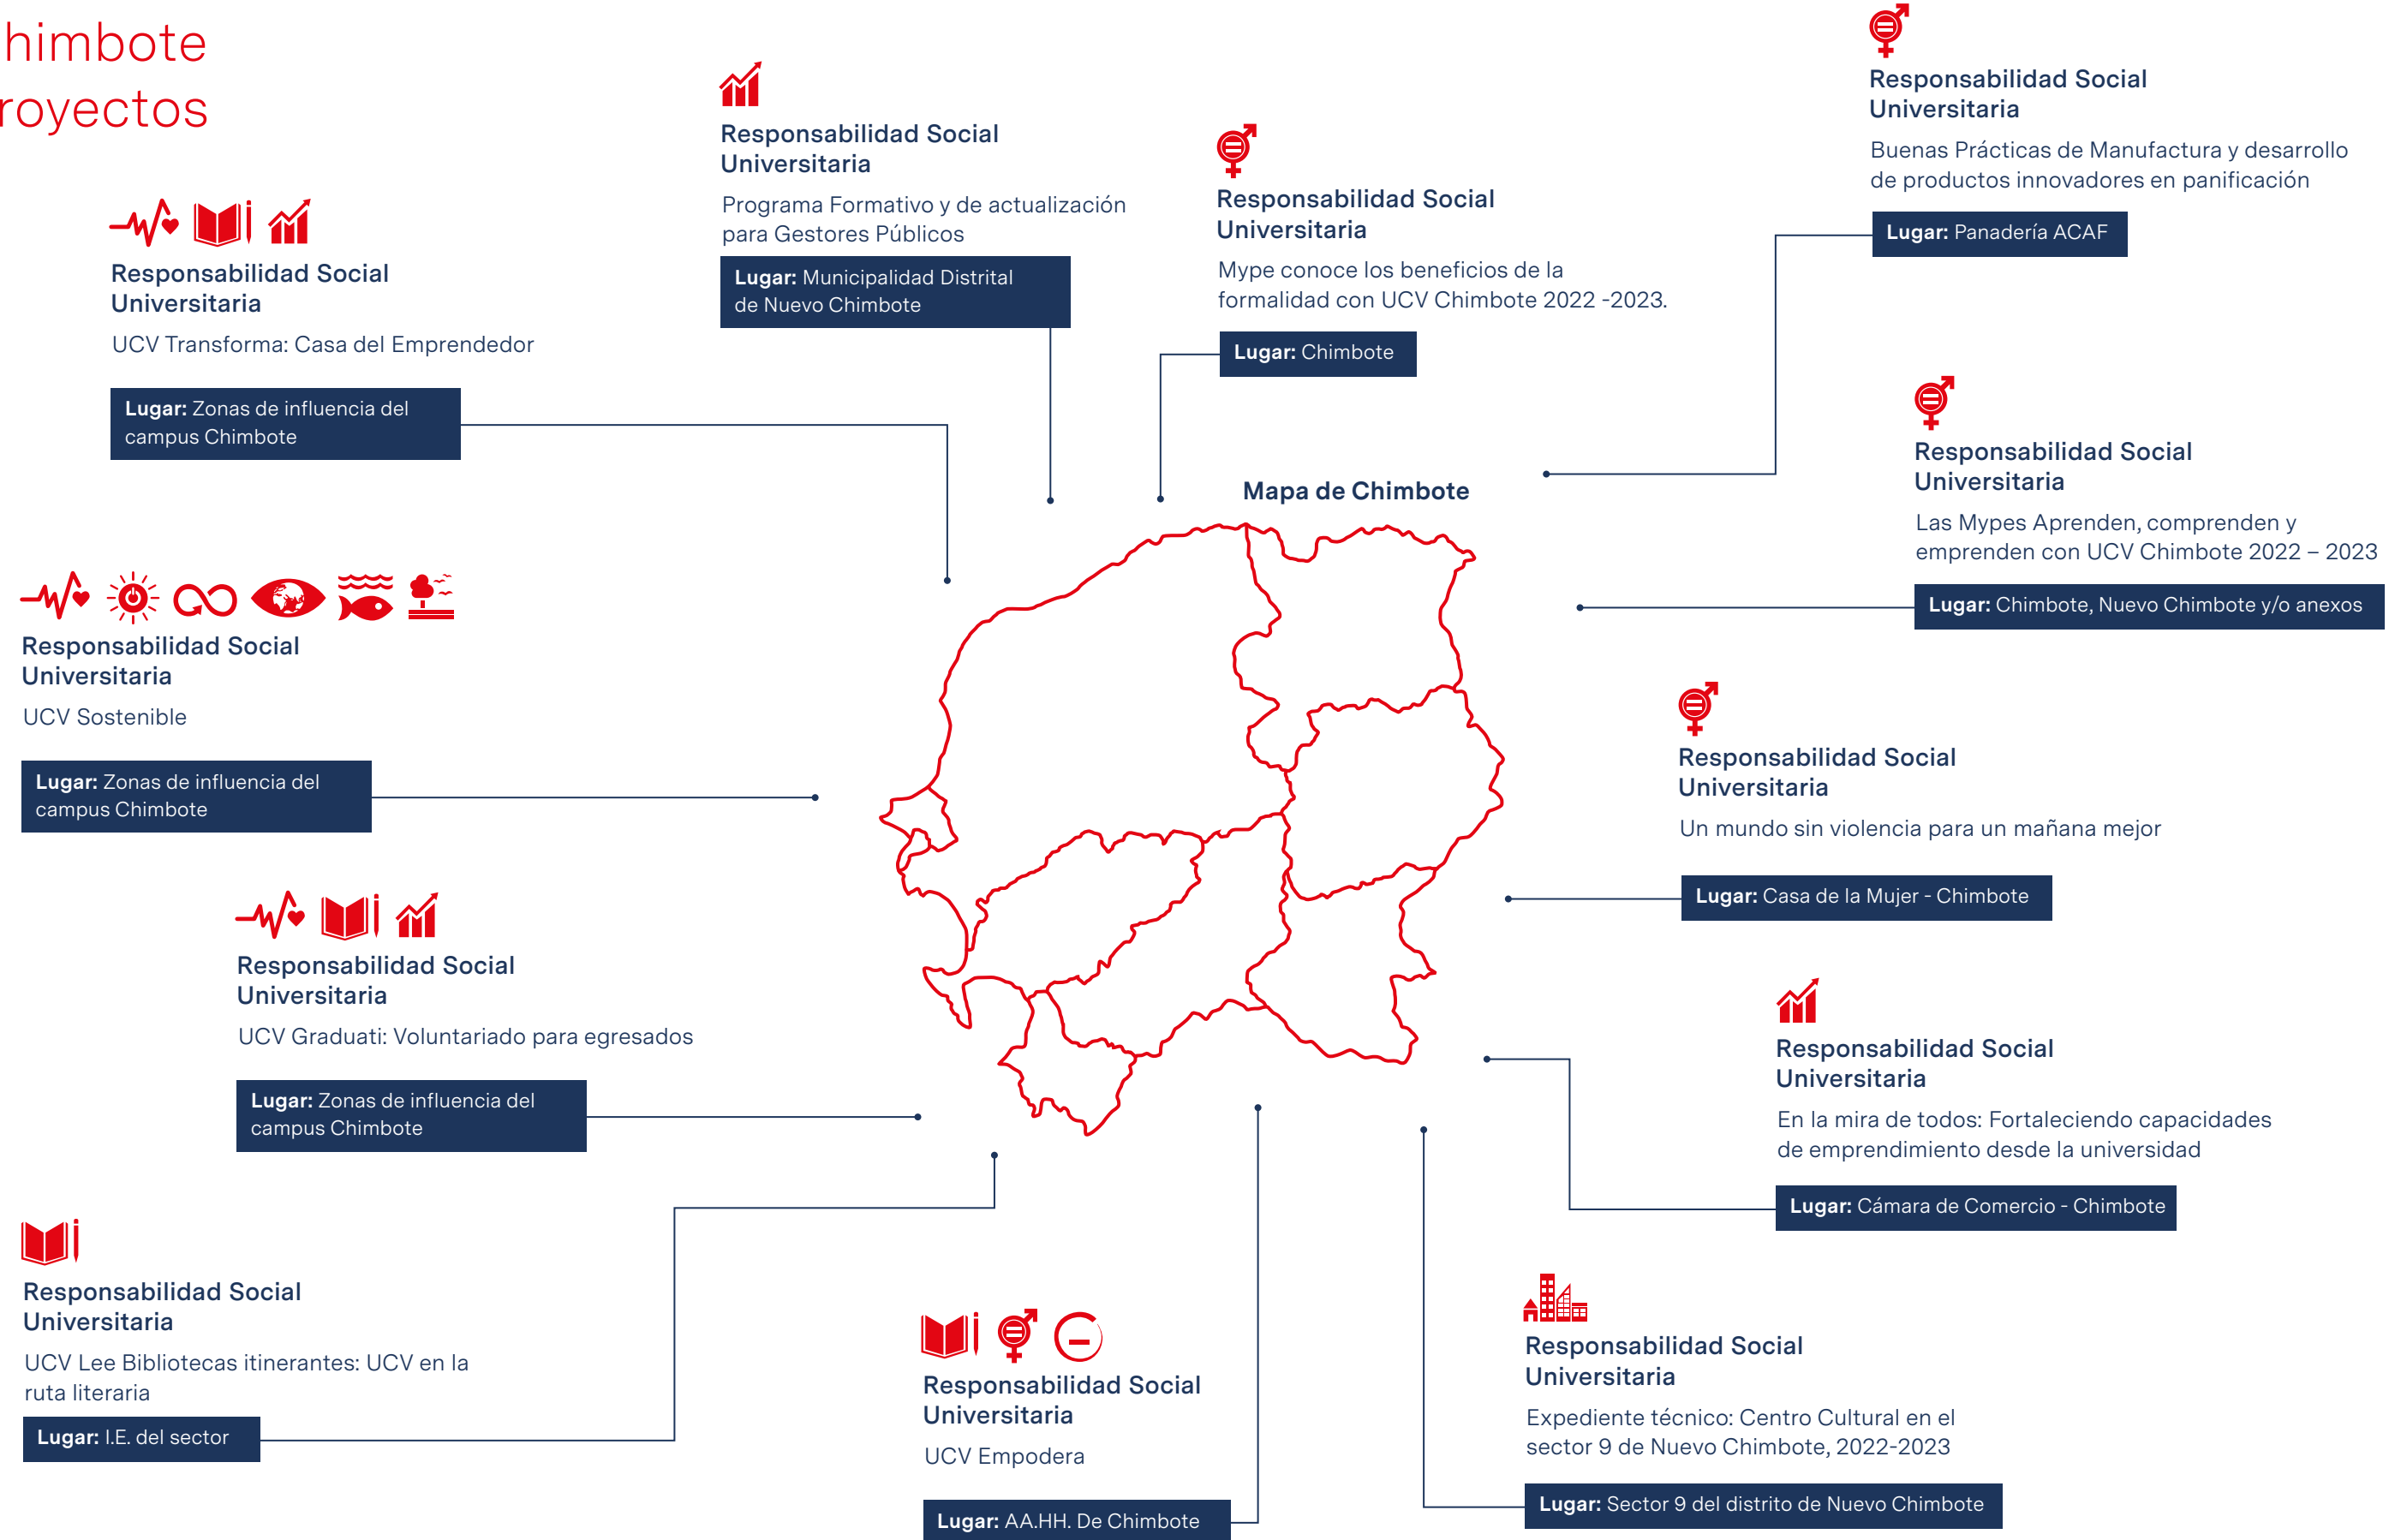 himbote
royectos
Responsabilidad Social
Universitaria
UCV Transforma: Casa del Emprendedor
Lugar: Zonas de influencia del
campus Chimbote
Responsabilidad Social
Universitaria
Programa Formativo y de actualización
para Gestores Públicos
Lugar: Municipalidad Distrital
de Nuevo Chimbote
Responsabilidad Social
Universitaria
Mype conoce los beneficios de la
formalidad con UCV Chimbote 2022 -2023.
Lugar: Chimbote
Responsabilidad Social
Universitaria
Buenas Prácticas de Manufactura y desarrollo
de productos innovadores en panificación
Lugar: Panadería ACAF
Responsabilidad Social
Universitaria
Las Mypes Aprenden, comprenden y
emprenden con UCV Chimbote 2022 – 2023
Lugar: Chimbote, Nuevo Chimbote y/o anexos
Mapa de Chimbote
Responsabilidad Social
Universitaria
UCV Sostenible
Lugar: Zonas de influencia del
campus Chimbote
Responsabilidad Social
Universitaria
Un mundo sin violencia para un mañana mejor
Lugar: Casa de la Mujer - Chimbote
Responsabilidad Social
Universitaria
UCV Graduati: Voluntariado para egresados
Lugar: Zonas de influencia del
campus Chimbote
Responsabilidad Social
Universitaria
En la mira de todos: Fortaleciendo capacidades
de emprendimiento desde la universidad
Lugar: Cámara de Comercio - Chimbote
Responsabilidad Social
Universitaria
UCV Lee Bibliotecas itinerantes: UCV en la
ruta literaria
Lugar: I.E. del sector
Responsabilidad Social
Universitaria
UCV Empodera
Lugar: AA.HH. De Chimbote
Responsabilidad Social
Universitaria
Expediente técnico: Centro Cultural en el
sector 9 de Nuevo Chimbote, 2022-2023
Lugar: Sector 9 del distrito de Nuevo Chimbote